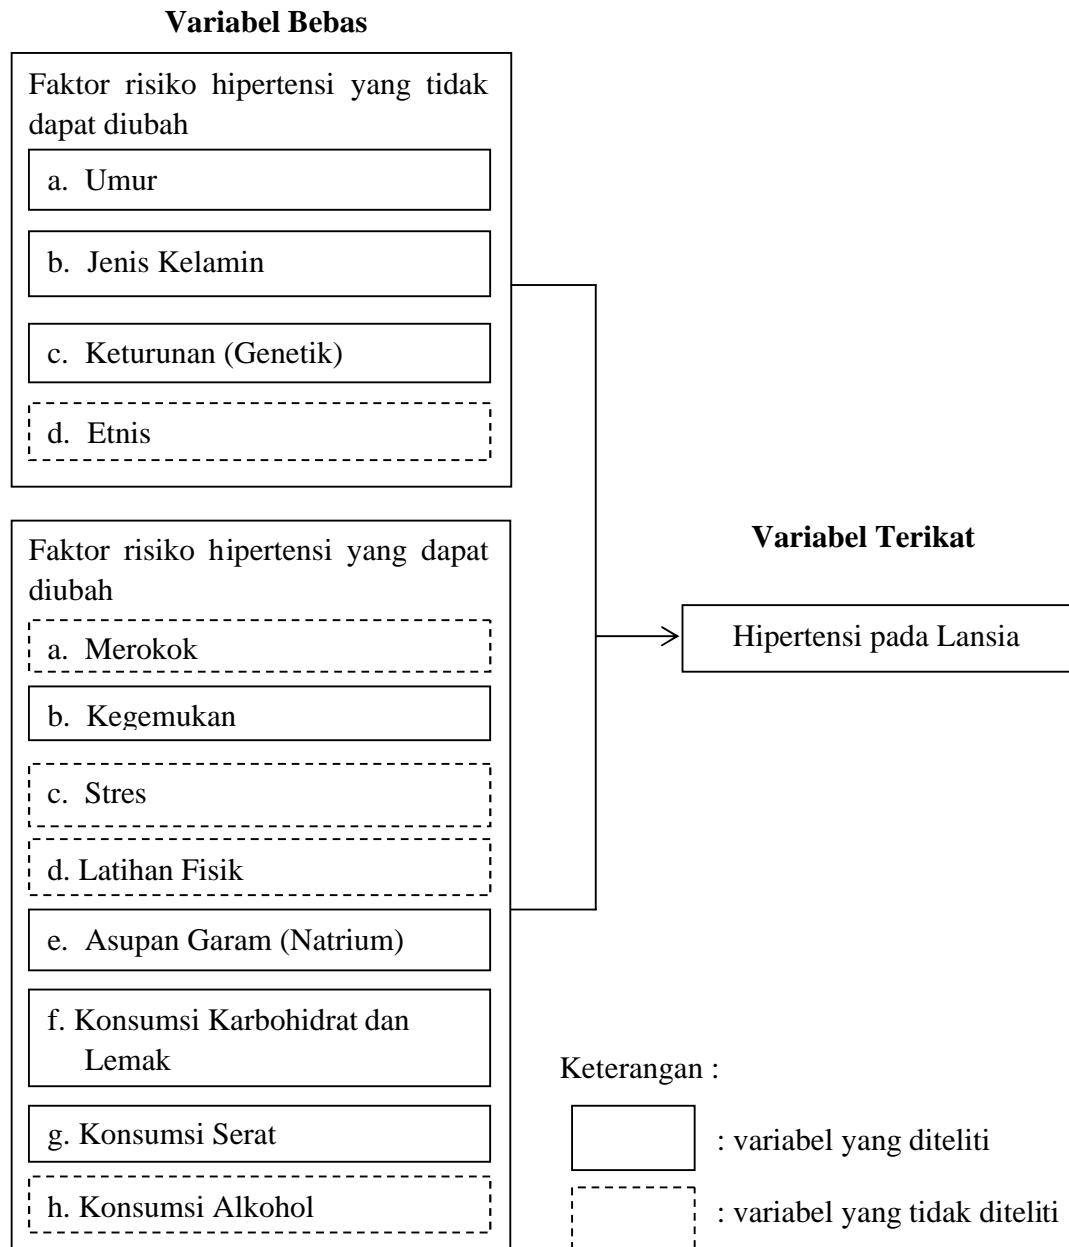 Variabel Bebas
Faktor risiko hipertensi yang tidak
dapat diubah
a. Umur
b. Jenis Kelamin
c. Keturunan (Genetik)
d. Etnis
Faktor risiko hipertensi yang dapat
diubah
a. Merokok
b. Kegemukan
c. Stres
d. Latihan Fisik
e. Asupan Garam (Natrium)
f. Konsumsi Karbohidrat dan
Lemak
g. Konsumsi Serat
h. Konsumsi Alkohol
Variabel Terikat
Hipertensi pada Lansia
Keterangan :
: variabel yang diteliti
: variabel yang tidak diteliti